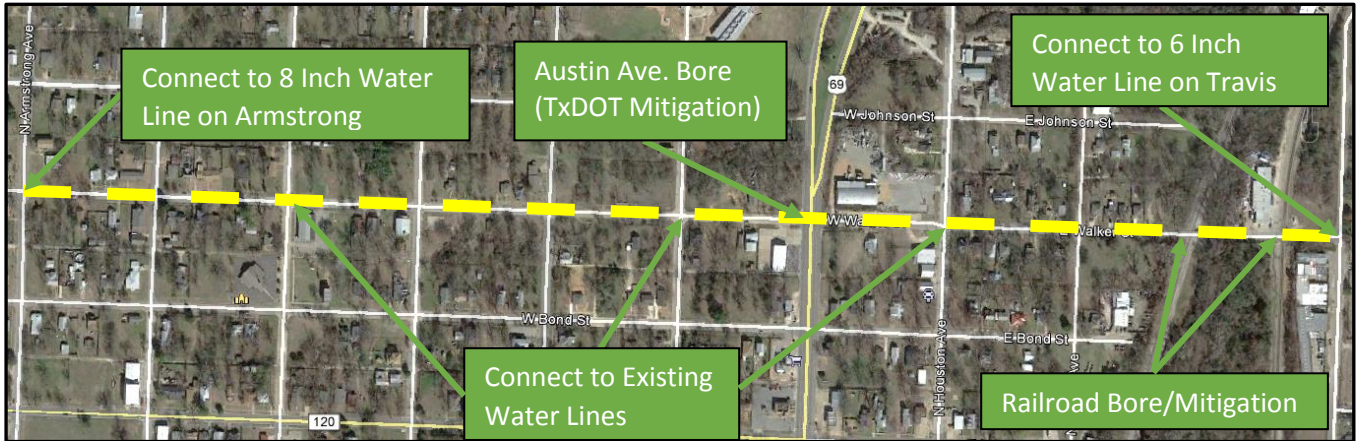 N Armstrong Ave
Connect to 8 Inch Water
Line on Armstrong
Austin Ave. Bore
(TxDOT Mitigation)
69
Connect to 6 Inch
Water Line on Travis
W Johnson St
E Johnson St
W Wa
Walker
W Bond St
E Bond St
N Houston Ave
Ave
Connect to Existing
Water Lines
Railroad Bore/Mitigation
120